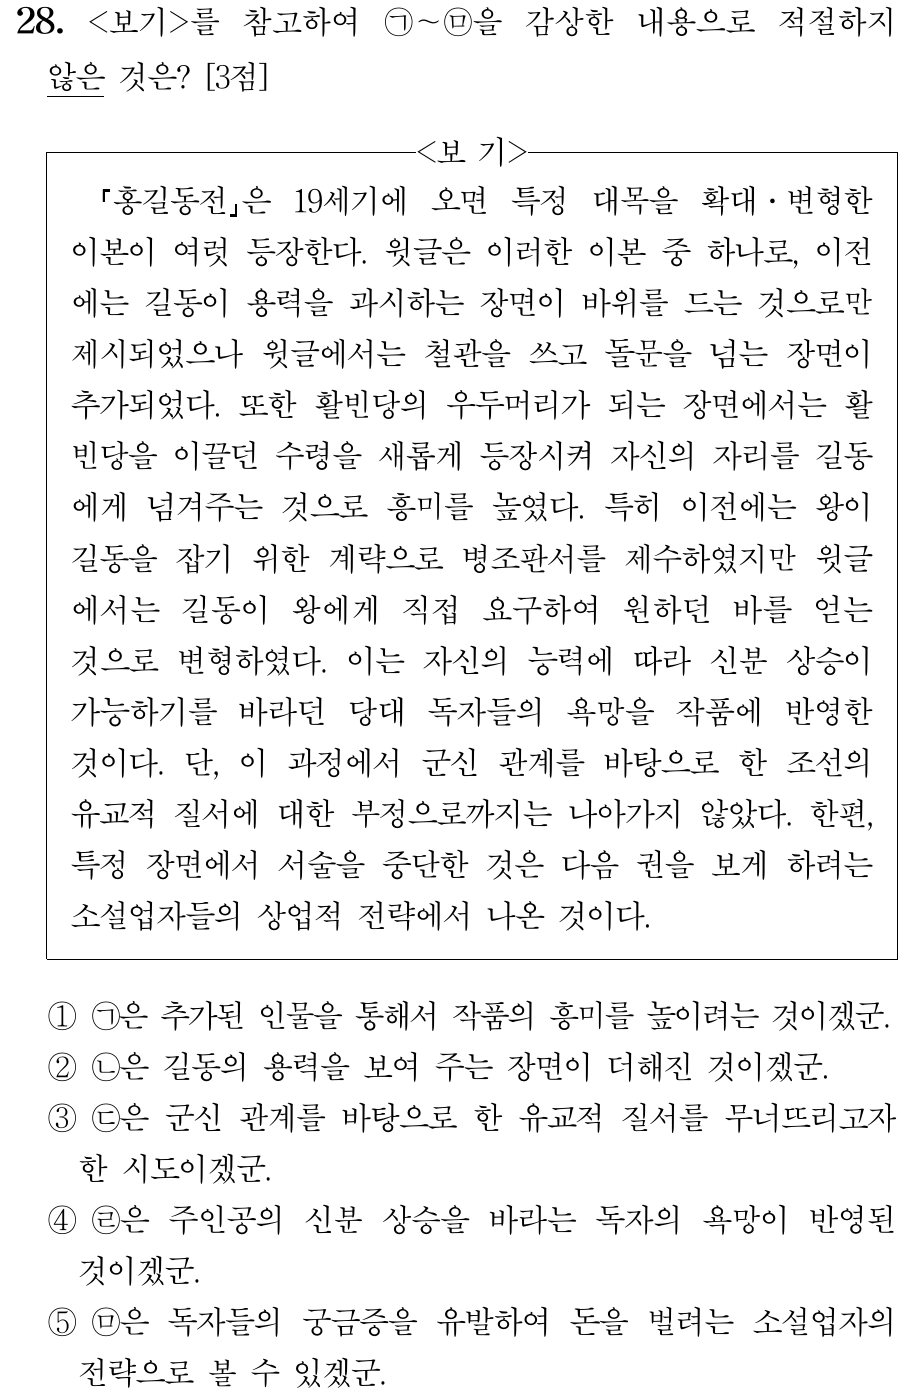 28. <보기>를 참고하여 ㉠~㉤을 감상한 내용으로 적절하지
않은 것은? [3점]
<보 기>
「홍길동전」은 19세기에 오면 특정 대목을 확대·변형한
이본이 여럿 등장한다. 윗글은 이러한 이본 중 하나로, 이전
에는 길동이 용력을 과시하는 장면이 바위를 드는 것으로만
제시되었으나 윗글에서는 철관을 쓰고 돌문을 넘는 장면이
추가되었다. 또한 활빈당의 우두머리가 되는 장면에서는 활
빈당을 이끌던 수령을 새롭게 등장시켜 자신의 자리를 길동
에게 넘겨주는 것으로 흥미를 높였다. 특히 이전에는 왕이
길동을 잡기 위한 계략으로 병조판서를 제수하였지만 윗글
에서는 길동이 왕에게 직접 요구하여 원하던 바를 얻는
것으로 변형하였다. 이는 자신의 능력에 따라 신분 상승이
가능하기를 바라던 당대 독자들의 욕망을 작품에 반영한
것이다. 단, 이 과정에서 군신 관계를 바탕으로 한 조선의
유교적 질서에 대한 부정으로까지는 나아가지 않았다. 한편,
특정 장면에서 서술을 중단한 것은 다음 권을 보게 하려는
소설업자들의 상업적 전략에서 나온 것이다.
① ㉠은 추가된 인물을 통해서 작품의 흥미를 높이려는 것이겠군.
② ㉡은 길동의 용력을 보여 주는 장면이 더해진 것이겠군.
③ ㉢은 군신 관계를 바탕으로 한 유교적 질서를 무너뜨리고자
한 시도이겠군.
④ ㉣은 주인공의 신분 상승을 바라는 독자의 욕망이 반영된
것이겠군.
⑤ ㉤은 독자들의 궁금증을 유발하여 돈을 벌려는 소설업자의
전략으로 볼 수 있겠군.